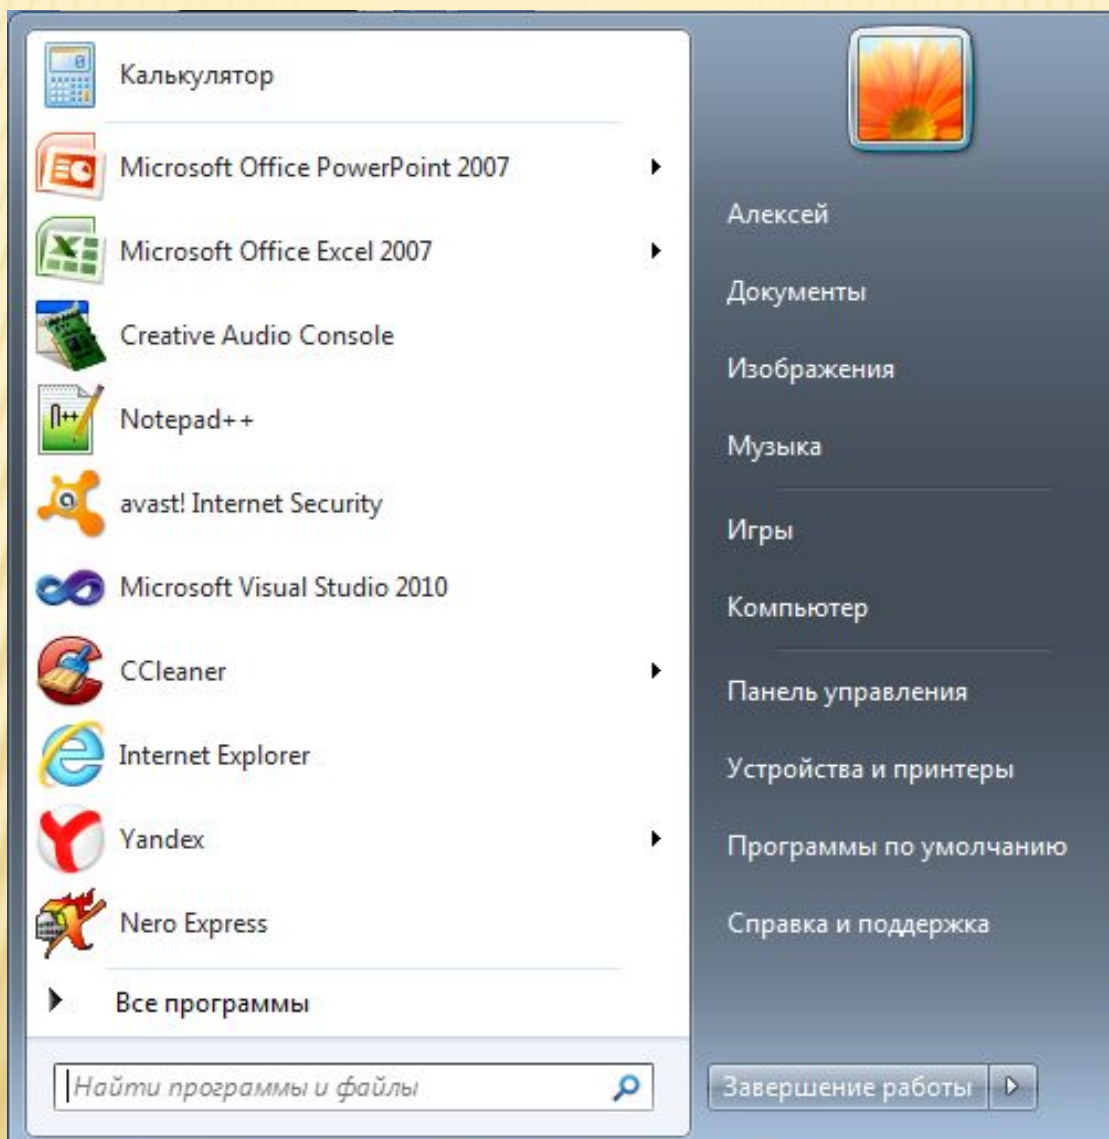 Калькулятор
Microsoft Office PowerPoint 2007
Microsoft Office Excel 2007
Creative Audio Console
Notepad++
avast! Internet Security
Microsoft Visual Studio 2010
CCleaner
Internet Explorer
Yandex
Nero Express
Все программы
Найти программы и файлы
Алексей
Документы
Изображения
Музыка
Игры
Компьютер
Панель управления
Устройства и принтеры
Программы по умолчанию
Справка и поддержка
Завершение работы